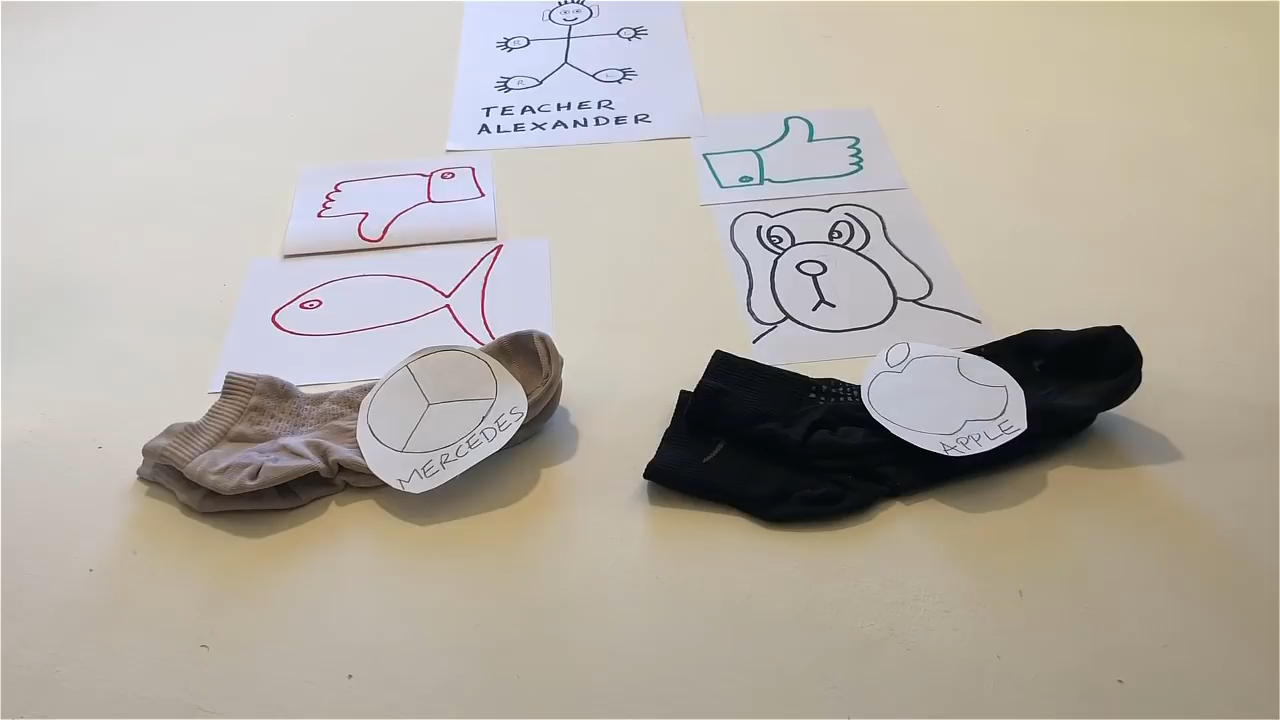 R L
R L
TEACHER
ALEXANDER
MERCEDES
APPLE